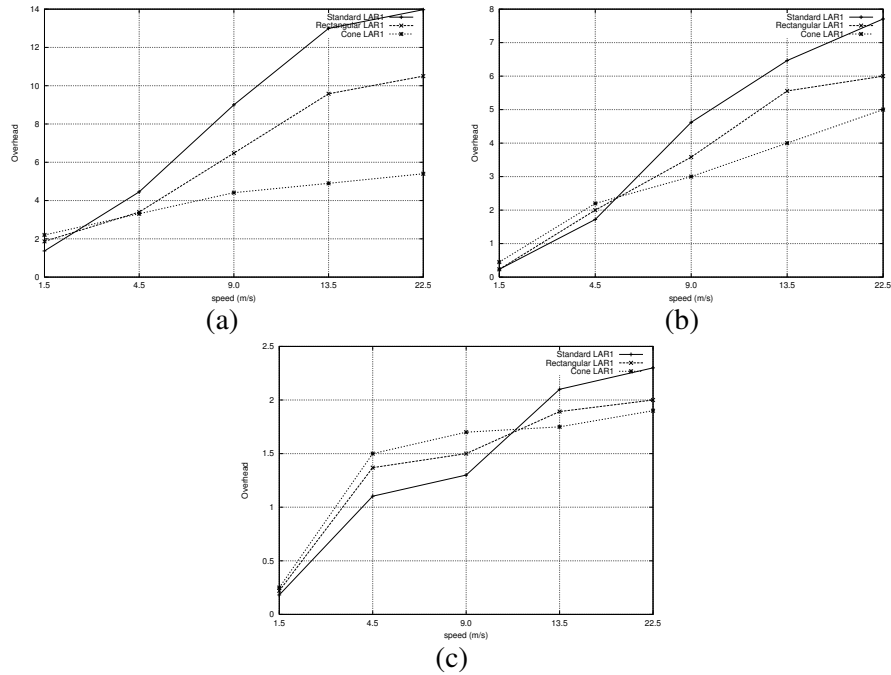 14
12
10
8
6
4
2
0
Overhead
1.5 4.5 9.0 13.5 22.5
speed (m/s)
Standard LAR1
Rectangular LAR1
Cone LAR1
(a)
8
7
6
5
4
3
2
1
0
Overhead
1.5 4.5 9.0 13.5 22.5
speed (m/s)
Standard LAR1
Rectangular LAR1
Cone LAR1
(b)
2.5
2
1.5
1
0.5
0
Overhead
1.5 4.5 9.0 13.5 22.5
speed (m/s)
Standard LAR1
Rectangular LAR1
Cone LAR1
(c)